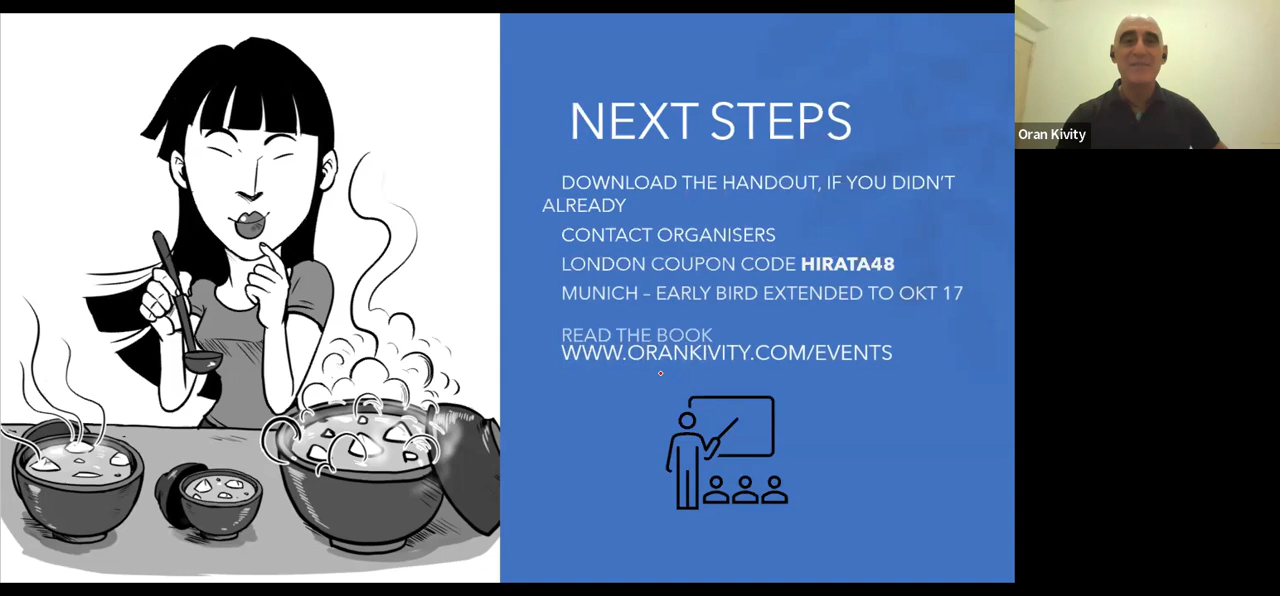 NEXT STEPS
DOWNLOAD THE HANDOUT, IF YOU DIDN'T
ALREADY
CONTACT ORGANISERS
LONDON COUPON CODE HIRATA48
MUNICH – EARLY BIRD EXTENDED TO OKT 17
READ THE BOOK
WWW.ORANKIVITY.COM/EVENTS
Oran Kivity